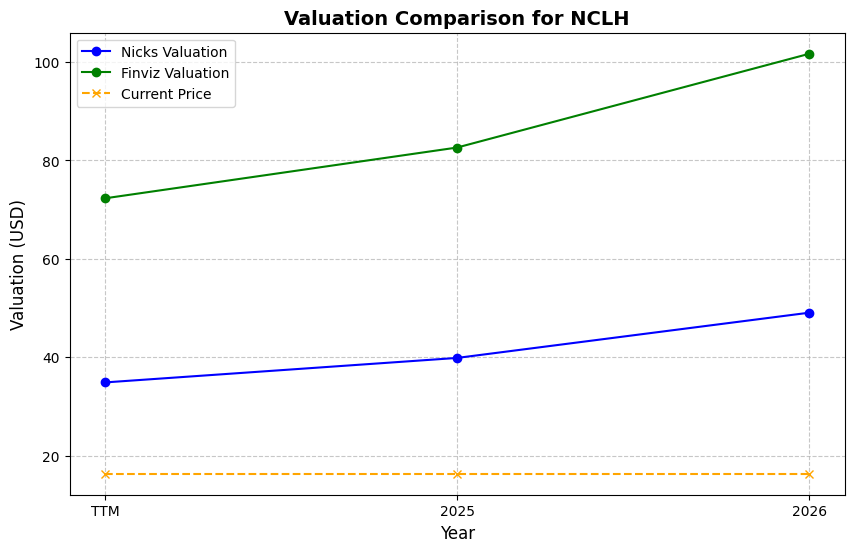 Valuation Comparison for NCLH
Nicks Valuation
Finviz Valuation
Current Price
Valuation (USD)
100
80
60
40
20
TTM
2025
2026
Year